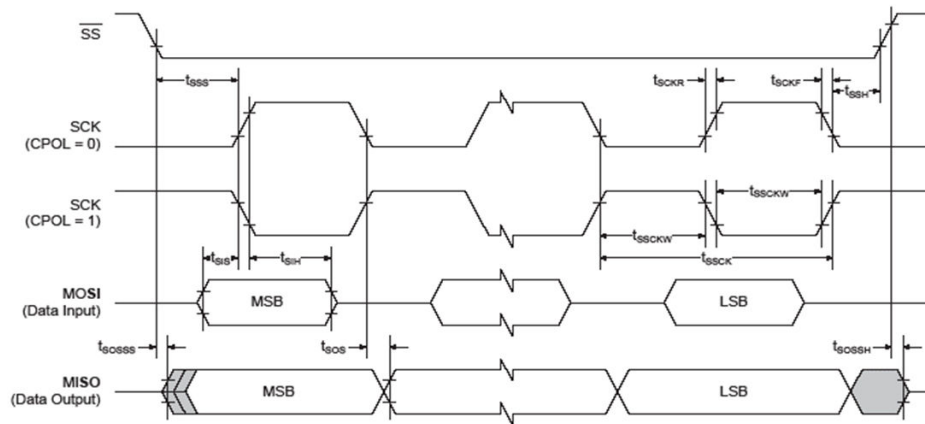 SS
tSSS
tSCKR
tSCKF
tSSH
SCK
(CPOL = 0)
SCK
(CPOL = 1)
tSSCKW
tSSCKW
tSSCK
tSIS
tSIH
MOSI
(Data Input)
MSB
LSB
tSOSSS
tSOS
tSOSSH
MISO
(Data Output)
MSB
LSB